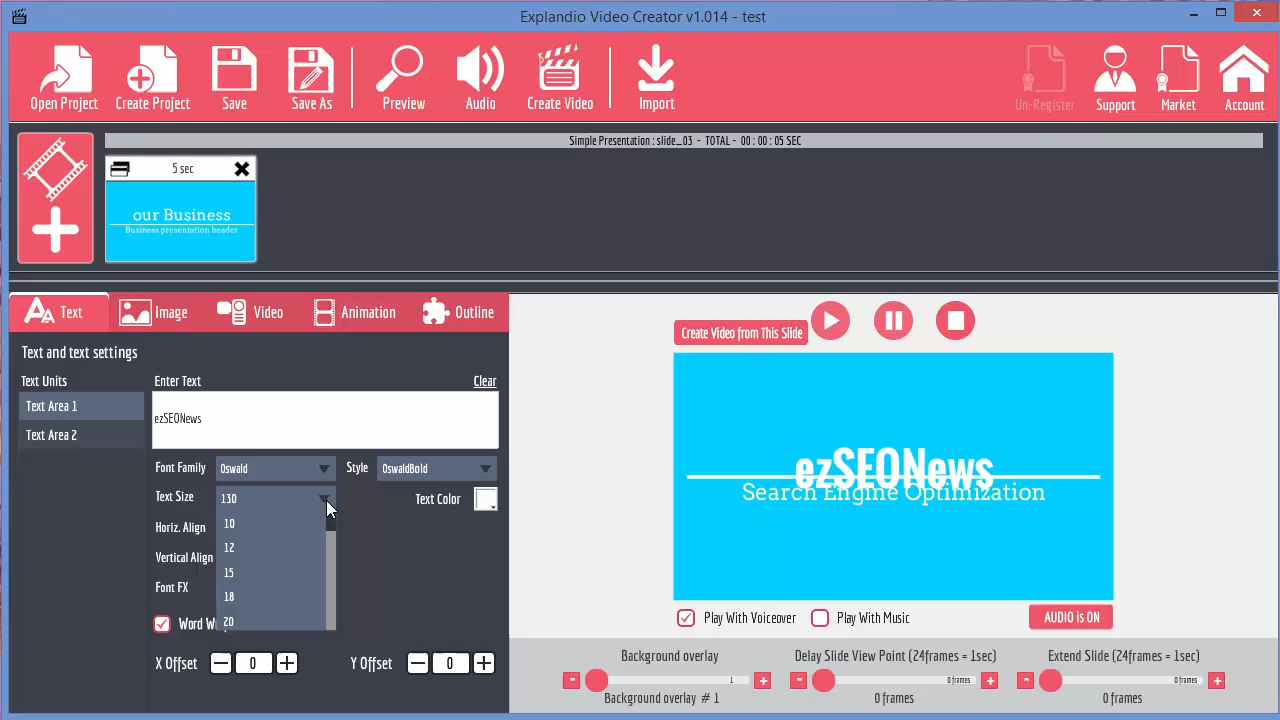 Explandio Video Creator v1.014 - test
Open Project
Create Project
Save
Save As
Preview
Audio
Create Video
Import
Un-Register
Support
Market
Account
Simple Presentation : slide_03 - TOTAL - 00 : 00 : 05 SEC
5 sec
our Business
Business presentation header
Text
Image
Video
Animation
Outline
Text and text settings
Text Units
Enter Text
Clear
Text Area 1
Text Area 2
ezSEONews
Font Family
Oswald
Style
OswaldBold
Text Size
130
Text Color
10
12
15
18
20
Horiz. Align
Vertical Align
Font FX
Word W
X Offset
0
Y Offset
0
Create Video from This Slide
ezSEONews
Search Engine Optimization
Play With Voiceover
Play With Music
AUDIO is ON
Background overlay
1
Background overlay # 1
Delay Slide View Point (24frames = 1sec)
0 frames
0 frames
Extend Slide (24frames = 1sec)
0 frames
0 frames